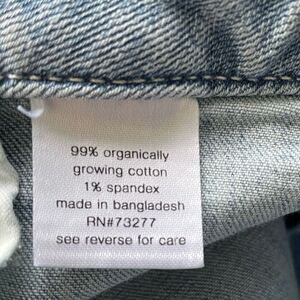 99% organically
growing cotton
1% spandex
made in bangladesh
RN#73277
see reverse for care